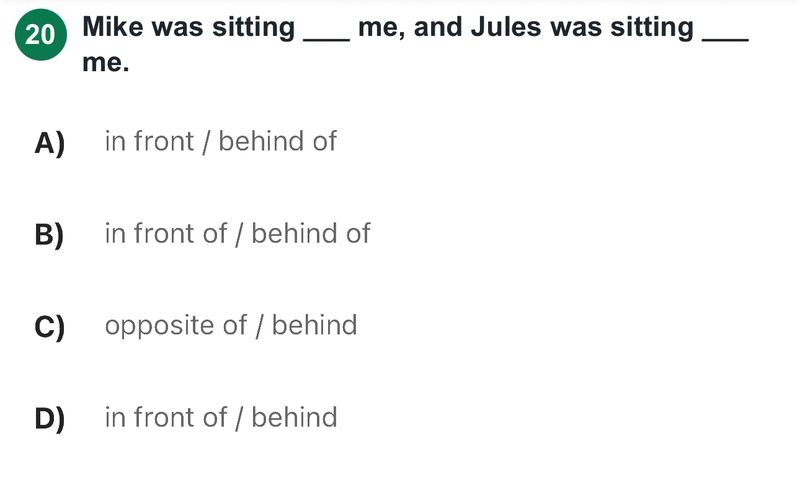 20 Mike was sitting ___ me, and Jules was sitting ___
me.
A) in front / behind of
B) in front of / behind of
C) opposite of / behind
D) in front of / behind